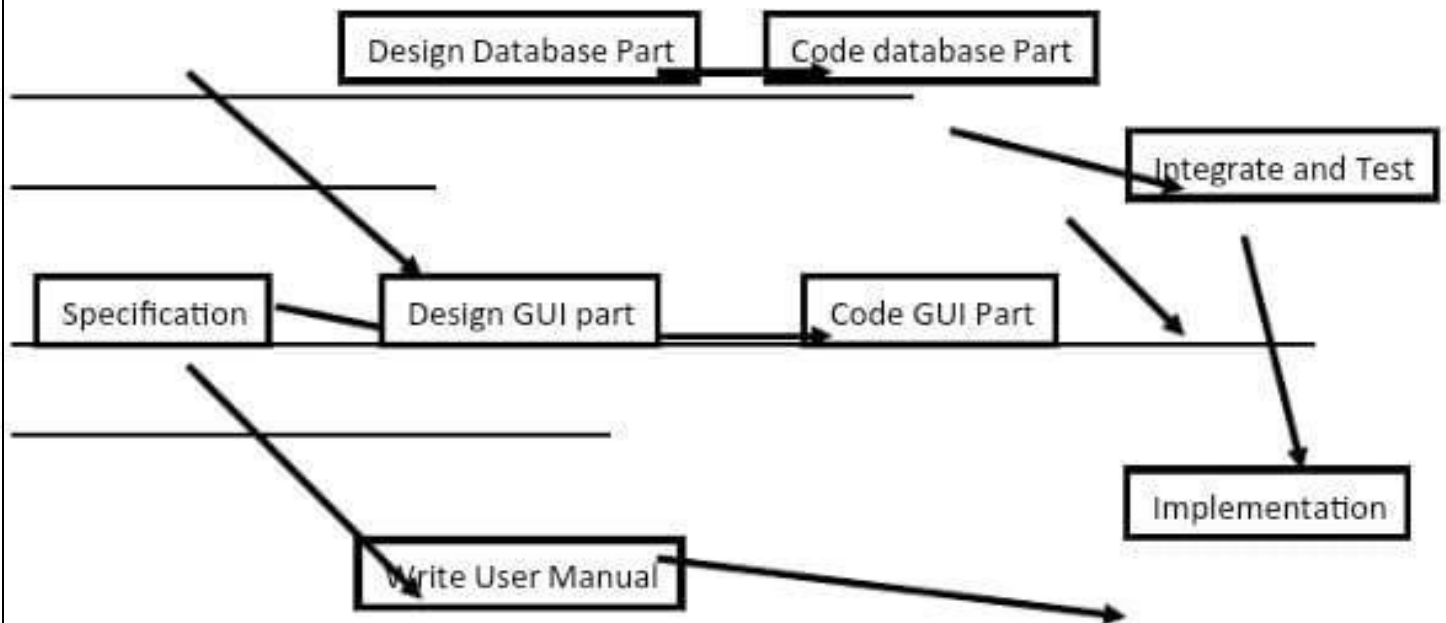 Design Database Part
Code database Part
Integrate and Test
Specification
Design GUI part
Code GUI Part
Implementation
Write User Manual